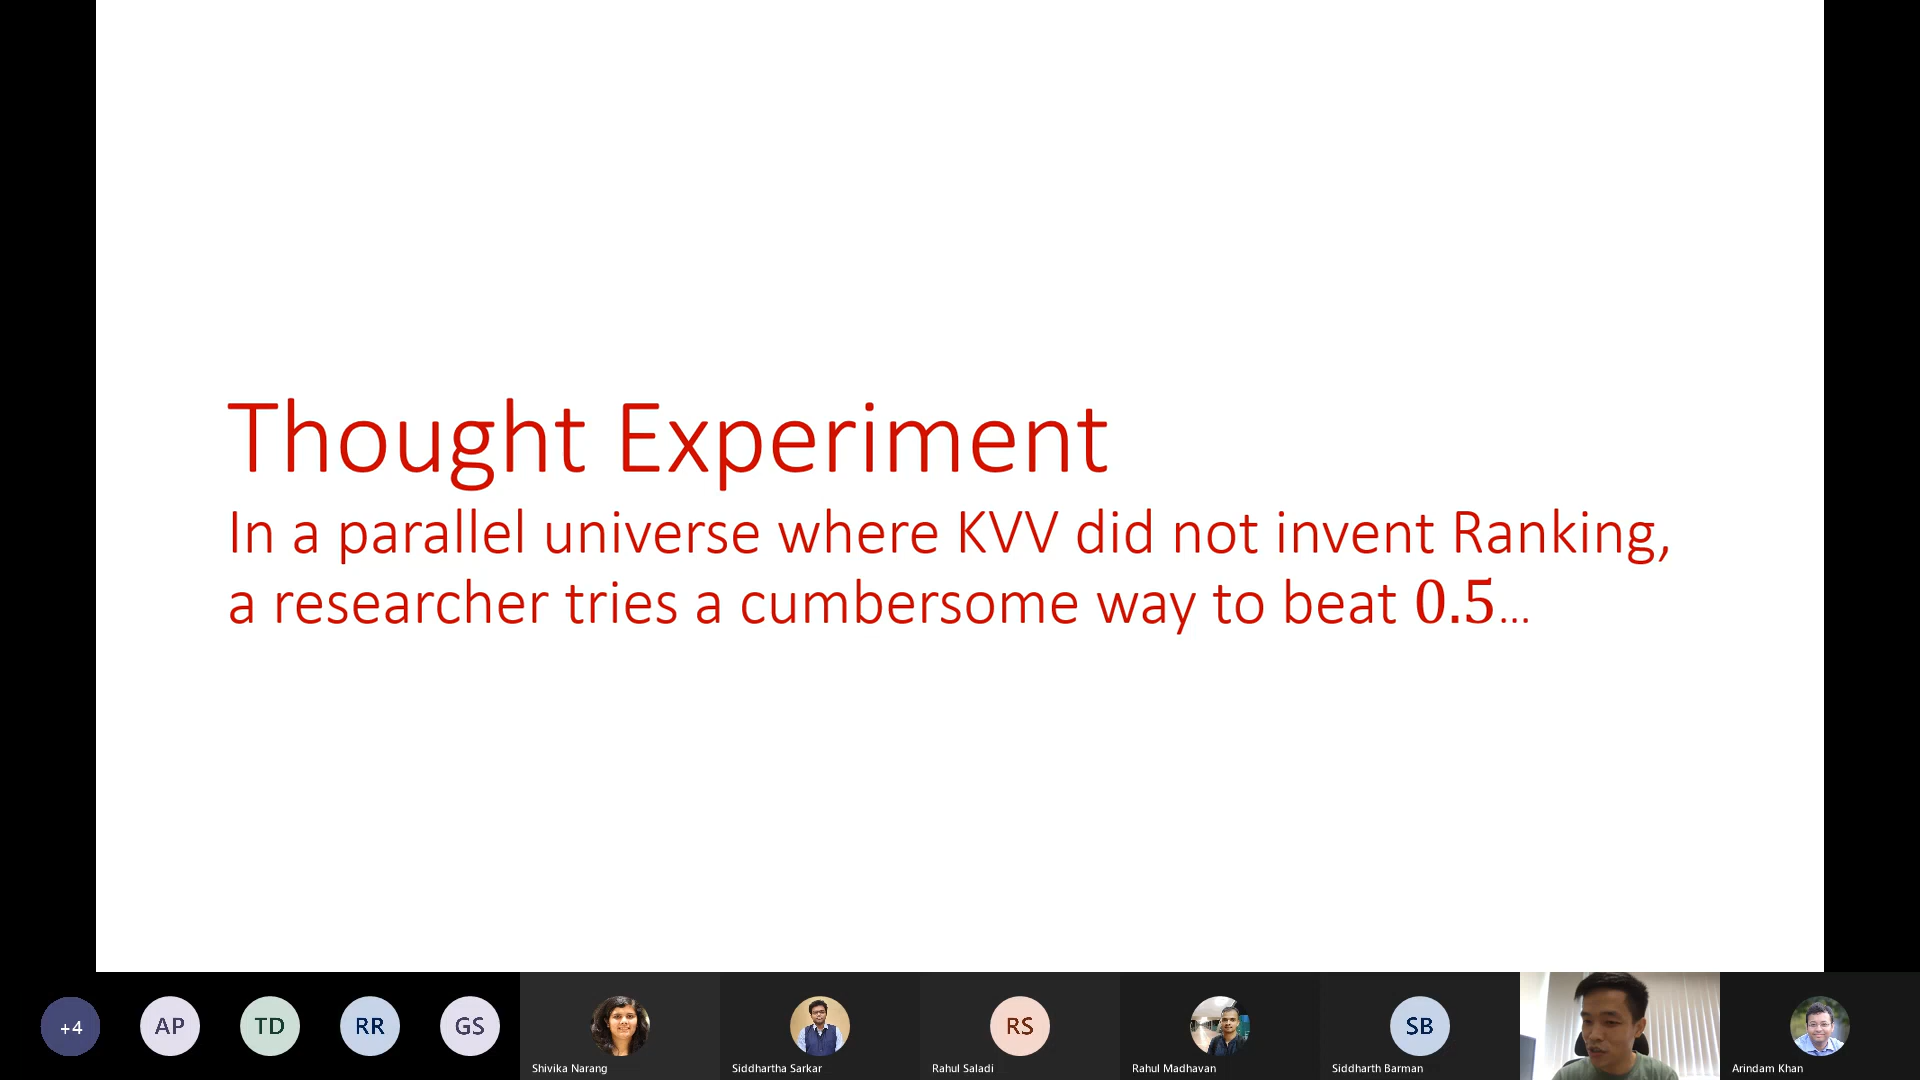 Thought Experiment
In a parallel universe where KVV did not invent Ranking,
a researcher tries a cumbersome way to beat 0.5...
+4
AP
TD
RR
GS
RS
SB
Shivika Narang
Siddhartha Sarkar
Rahul Saladi
Rahul Madhavan
Siddharth Barman
Arindam Khan